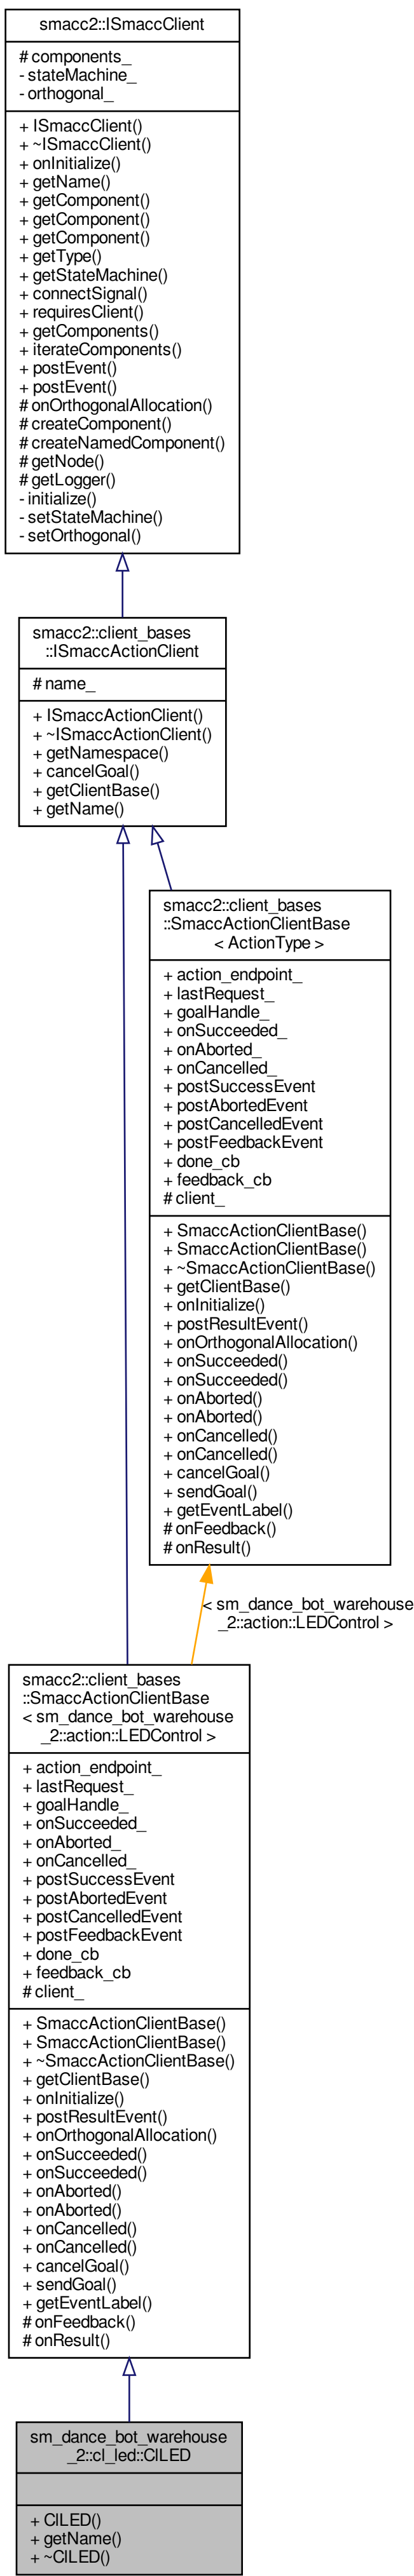 smacc2::ISmaccClient
# components_
- stateMachine_
- orthogonal_
+ ISmaccClient()
+ ~ISmaccClient()
+ onInitialize()
+ getName()
+ getComponent()
+ getComponent()
+ getComponent()
+ getType()
+ getStateMachine()
+ connectSignal()
+ requiresClient()
+ getComponents()
+ iterateComponents()
+ postEvent()
+ postEvent()
# onOrthogonalAllocation()
# createComponent()
# createNamedComponent()
# getNode()
# getLogger()
- initialize()
- setStateMachine()
- setOrthogonal()
smacc2::client_bases
::ISmaccActionClient
# name_
+ ISmaccActionClient()
+ ~ISmaccActionClient()
+ getNamespace()
+ cancelGoal()
+ getClientBase()
+ getName()
smacc2::client_bases
::SmaccActionClientBase
< ActionType >
+ action_endpoint_
+ lastRequest_
+ goalHandle_
+ onSucceeded_
+ onAborted_
+ onCancelled_
+ postSuccessEvent
+ postAbortedEvent
+ postCancelledEvent
+ postFeedbackEvent
+ done_cb
+ feedback_cb
# client_
+ SmaccActionClientBase()
+ SmaccActionClientBase()
+ ~SmaccActionClientBase()
+ getClientBase()
+ onInitialize()
+ postResultEvent()
+ onOrthogonalAllocation()
+ onSucceeded()
+ onSucceeded()
+ onAborted()
+ onAborted()
+ onCancelled()
+ onCancelled()
+ cancelGoal()
+ sendGoal()
+ getEventLabel()
# onFeedback()
# onResult()
< sm_dance_bot_warehouse
_2::action::LEDControl >
smacc2::client_bases
::SmaccActionClientBase
< sm_dance_bot_warehouse
_2::action::LEDControl >
+ action_endpoint_
+ lastRequest_
+ goalHandle_
+ onSucceeded_
+ onAborted_
+ onCancelled_
+ postSuccessEvent
+ postAbortedEvent
+ postCancelledEvent
+ postFeedbackEvent
+ done_cb
+ feedback_cb
# client_
+ SmaccActionClientBase()
+ SmaccActionClientBase()
+ ~SmaccActionClientBase()
+ getClientBase()
+ onInitialize()
+ postResultEvent()
+ onOrthogonalAllocation()
+ onSucceeded()
+ onSucceeded()
+ onAborted()
+ onAborted()
+ onCancelled()
+ onCancelled()
+ cancelGoal()
+ sendGoal()
+ getEventLabel()
# onFeedback()
# onResult()
sm_dance_bot_warehouse
_2::cl_led::ClLED
+ ClLED()
+ getName()
+ ~ClLED()